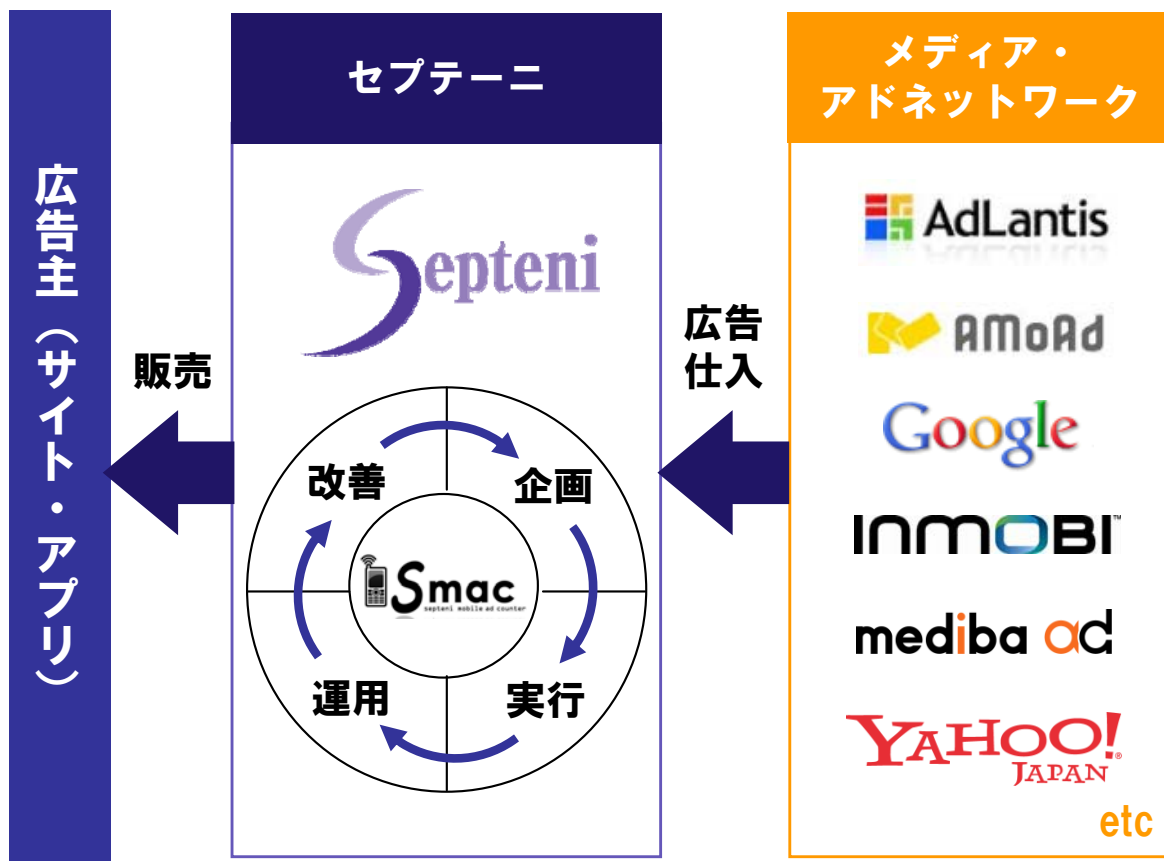 広告主（サイト・アプリ）
販売
セプテーニ
Septeni
改善
企画
Smac
septeni mobile ad counter
運用
実行
広告
仕入
メディア・
アドネットワーク
AdLantis
AMoAd
Google
INMOBI™
mediba ad
YAHOO!®
JAPAN
etc